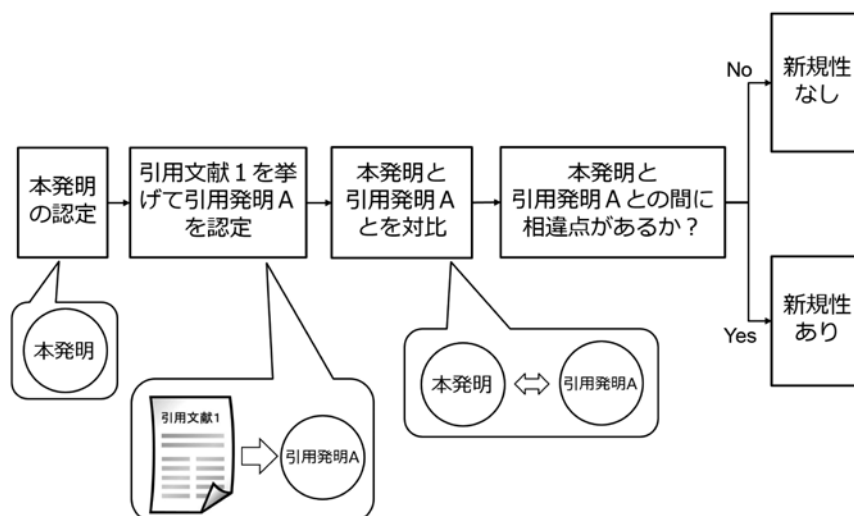 本発明
の認定
引用文献１を挙
げて引用発明Ａ
を認定
本発明と
引用発明Ａ
とを対比
本発明と
引用発明Ａとの間に
相違点があるか？
No
新規性
なし
Yes
新規性
あり
本発明
引用文献1
引用発明A
本発明
引用発明A